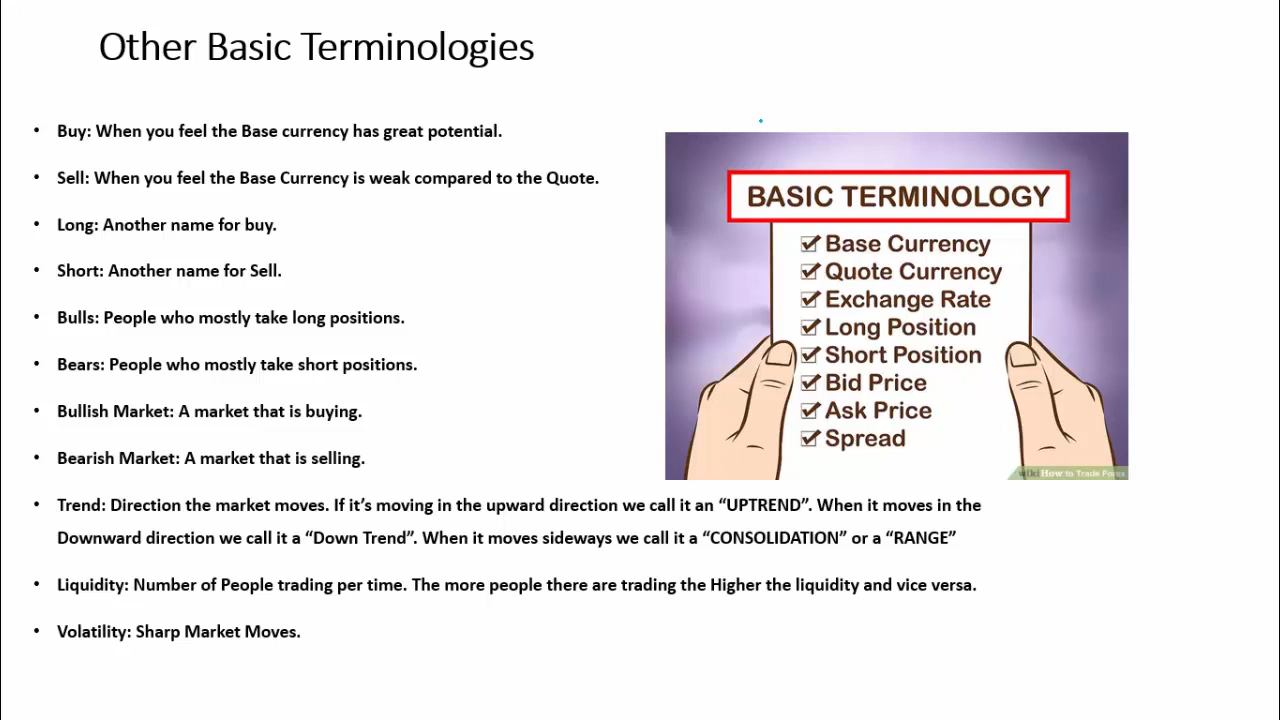 Other Basic Terminologies
• Buy: When you feel the Base currency has great potential.
• Sell: When you feel the Base Currency is weak compared to the Quote.
• Long: Another name for buy.
• Short: Another name for Sell.
• Bulls: People who mostly take long positions.
• Bears: People who mostly take short positions.
• Bullish Market: A market that is buying.
• Bearish Market: A market that is selling.
• Trend: Direction the market moves. If it’s moving in the upward direction we call it an “UPTREND”. When it moves in the
Downward direction we call it a “Down Trend”. When it moves sideways we call it a “CONSOLIDATION” or a “RANGE”
• Liquidity: Number of People trading per time. The more people there are trading the Higher the liquidity and vice versa.
• Volatility: Sharp Market Moves.
BASIC TERMINOLOGY
Base Currency
Quote Currency
Exchange Rate
Long Position
Short Position
Bid Price
Ask Price
Spread
wikiHow to Trade Forex